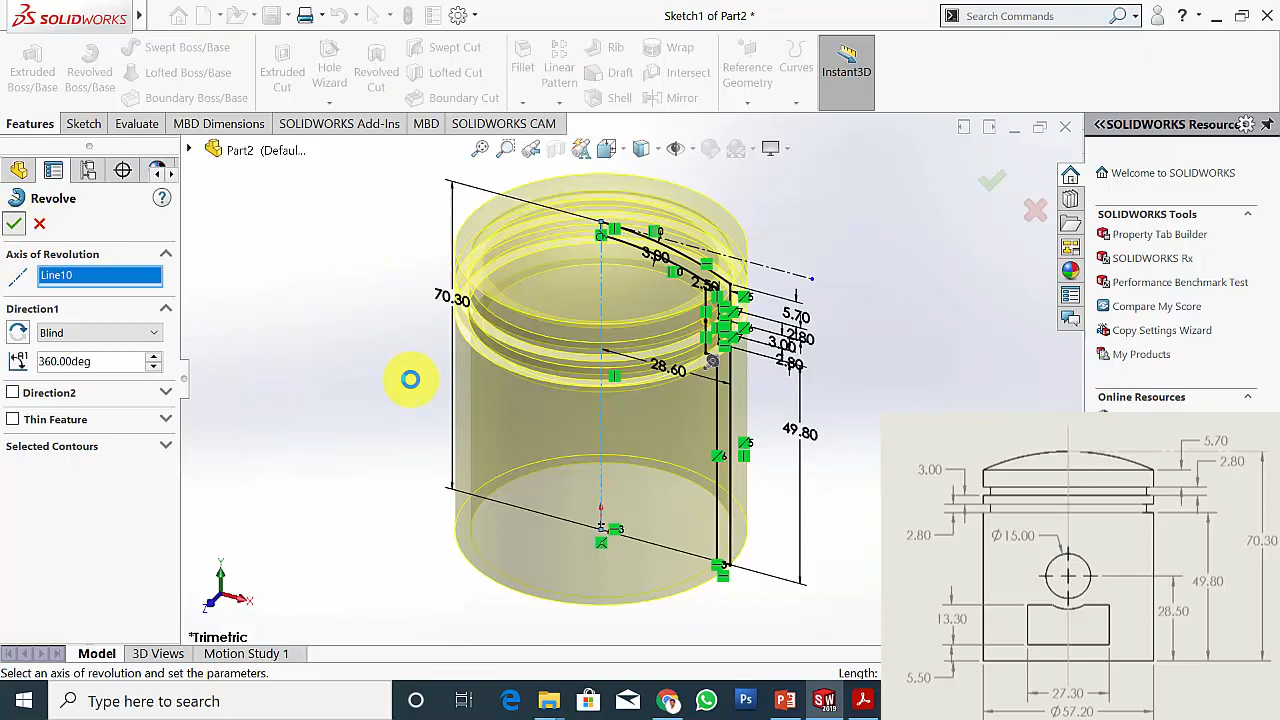 SOLIDWORKS
Sketch1 of Part2 *
Search Commands
?
Extruded Boss/Base
Revolved Boss/Base
Swept Boss/Base
Lofted Boss/Base
Boundary Boss/Base
Extruded Cut
Hole Wizard
Revolved Cut
Swept Cut
Lofted Cut
Boundary Cut
Fillet
Linear Pattern
Rib
Draft
Shell
Wrap
Intersect
Mirror
Reference Geometry
Curves
Instant3D
Features
Sketch
Evaluate
MBD Dimensions
SOLIDWORKS Add-Ins
MBD
SOLIDWORKS CAM
Part2 (Defaul...
Revolve
Axis of Revolution
Line10
Direction1
Blind
360.00deg
Direction2
Thin Feature
Selected Contours
70.30
3.00
2.50
5.70
3.00
2.80
28.60
49.80
Y
X
Z
*Trimetric
SOLIDWORKS Resourc
Welcome to SOLIDWORKS
SOLIDWORKS Tools
Property Tab Builder
SOLIDWORKS Rx
Performance Benchmark Test
Compare My Score
Copy Settings Wizard
My Products
Online Resources
5.70
2.80
3.00
2.80
Ø15.00
70.30
49.80
28.50
13.30
5.50
27.30
Ø57.20
Model
3D Views
Motion Study 1
Select an axis of revolution and set the parameters.
Length:
Type here to search
Ps
SW
2019